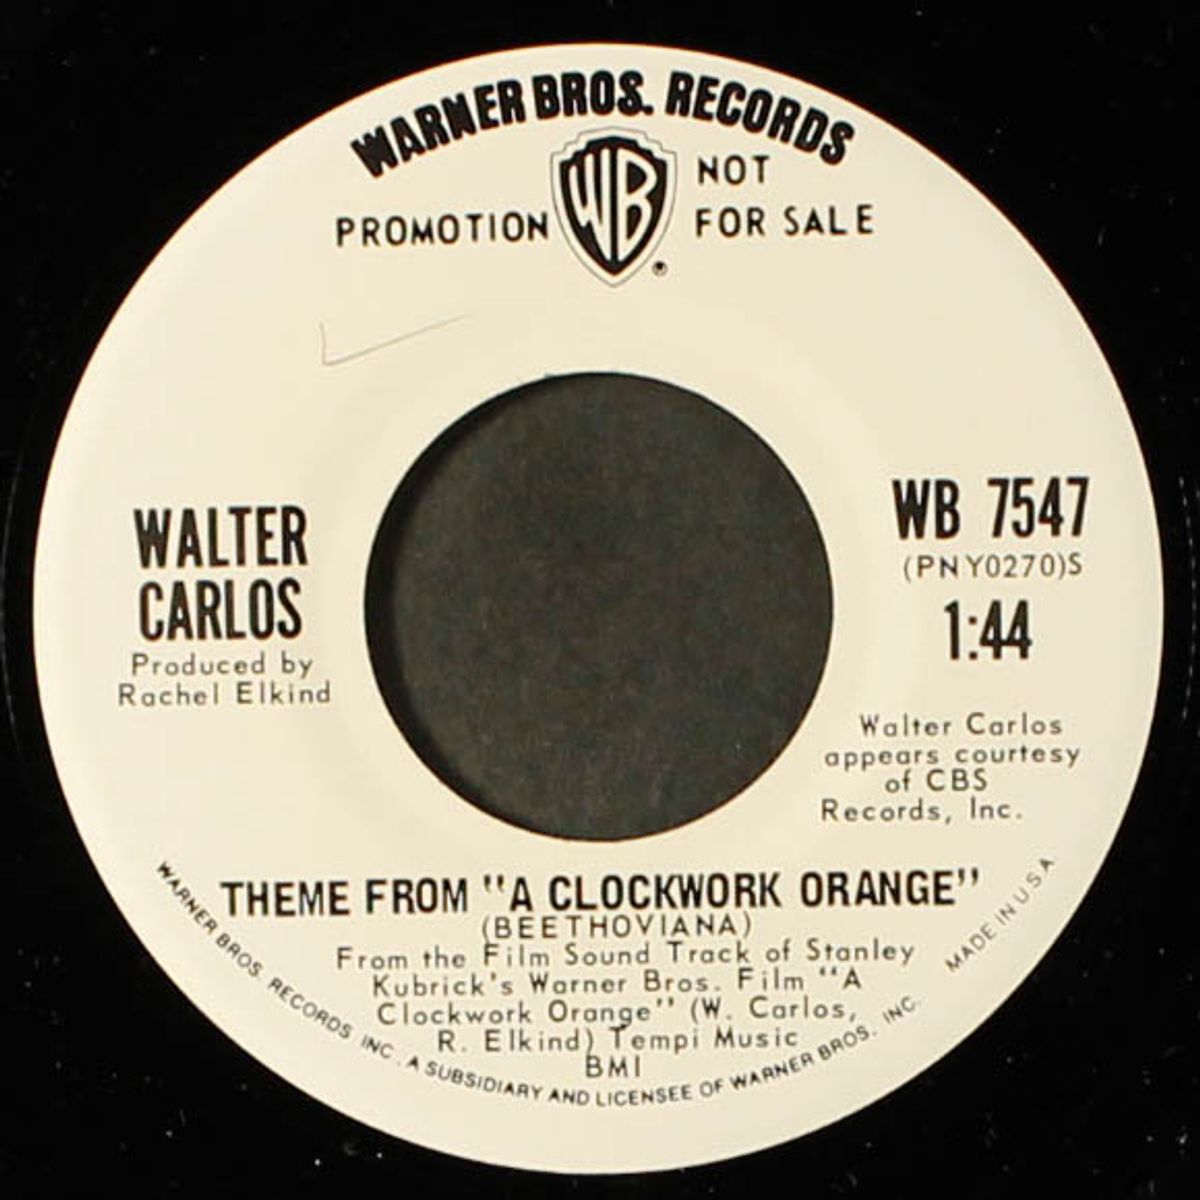 WARNER BROS. RECORDS
WB
PROMOTION
NOT
FOR SALE
WALTER
CARLOS
Produced by
Rachel Elkind
WB 7547
(PNY0270)S
1:44
Walter Carlos
appears courtesy
of CBS
Records, Inc.
THEME FROM "A CLOCKWORK ORANGE"
(BEETHOVIANA)
From the Film Sound Track of Stanley
Kubrick's Warner Bros. Film "A
Clockwork Orange" (W. Carlos,
R. Elkind) Tempi Music
BMI
WARNER BROS. RECORDS INC. A SUBSIDIARY AND LICENSEE OF WARNER BROS. INC.
MADE IN U.S.A